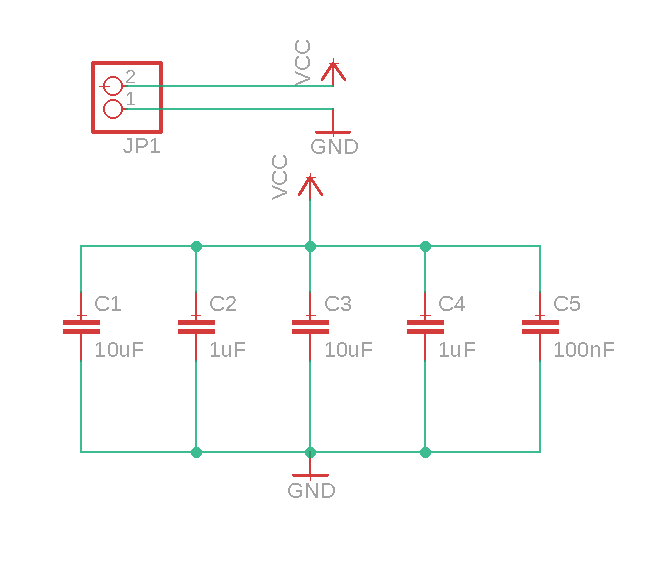 VCC
2
1
JP1
GND
VCC
C1 C2 C3 C4 C5
10uF 1uF 10uF 1uF 100nF
GND